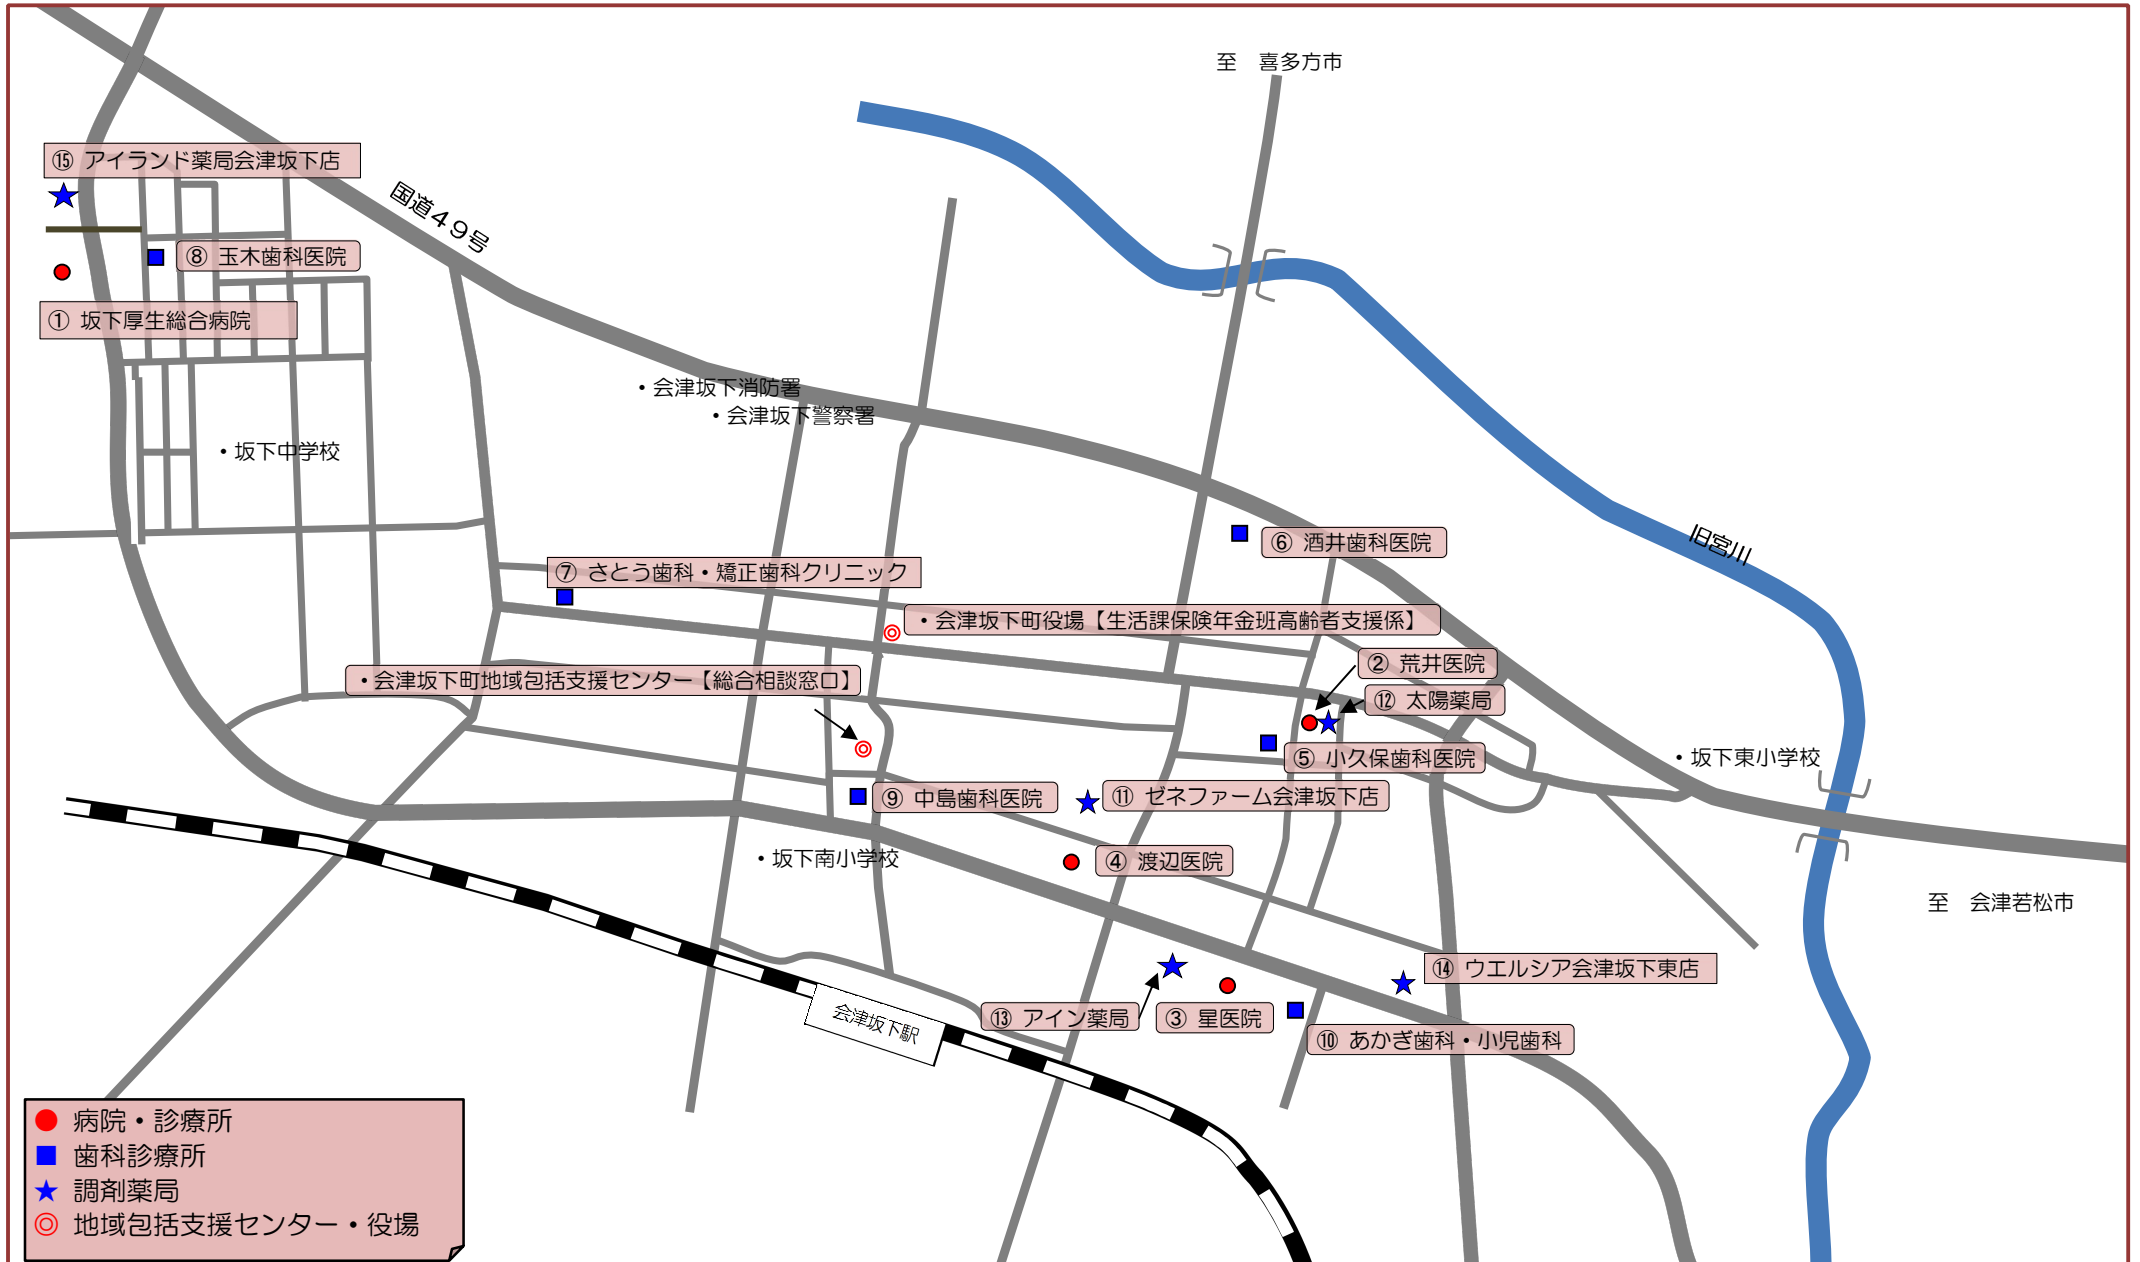 至　喜多方市
⑮ アイランド薬局会津坂下店
国道４９号
⑧ 玉木歯科医院
① 坂下厚生総合病院
・会津坂下消防署
・会津坂下警察署
・坂下中学校
⑥ 酒井歯科医院
旧宮川
⑦ さとう歯科・矯正歯科クリニック
・会津坂下町役場【生活課保険年金班高齢者支援係】
② 荒井医院
・会津坂下町地域包括支援センター【総合相談窓口】
⑫ 太陽薬局
⑤ 小久保歯科医院
・坂下東小学校
⑨ 中島歯科医院
⑪ ゼネファーム会津坂下店
・坂下南小学校
④ 渡辺医院
至　会津若松市
⑭ ウエルシア会津坂下東店
会津坂下駅
⑬ アイン薬局
③ 星医院
⑩ あかぎ歯科・小児歯科
病院・診療所
歯科診療所
調剤薬局
地域包括支援センター・役場